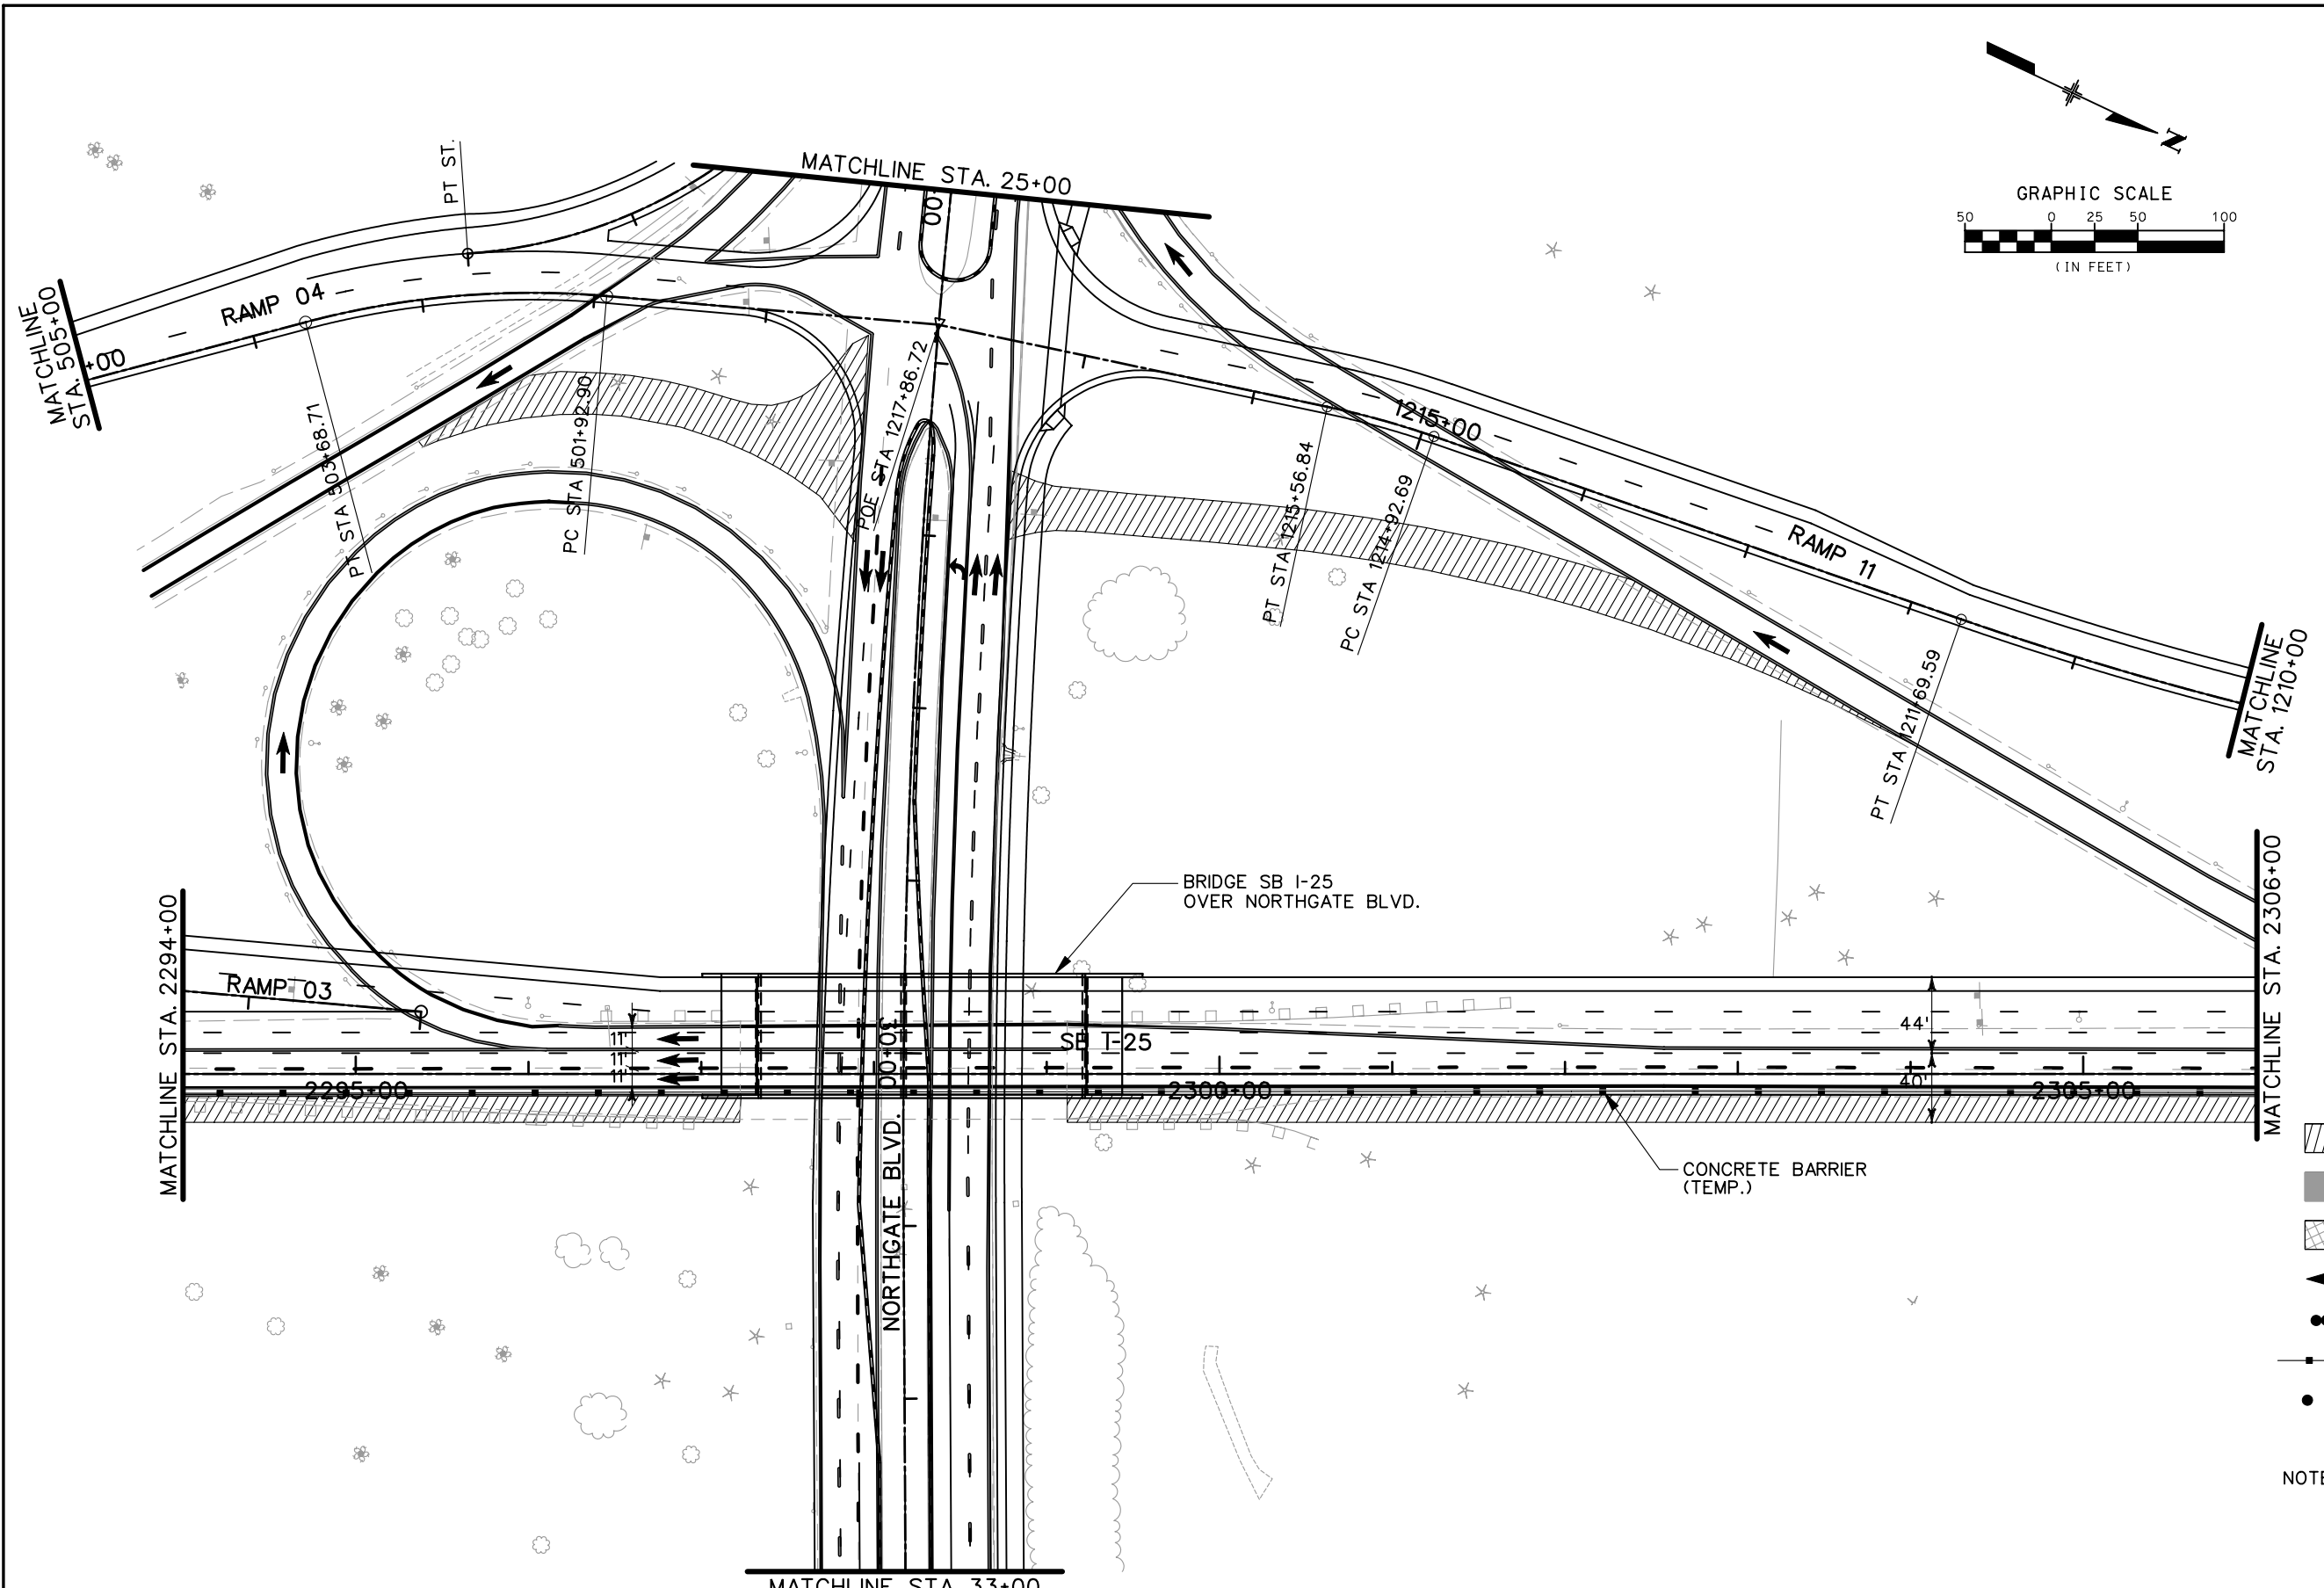 N
GRAPHIC SCALE
50 0 25 50 100
(IN FEET)
MATCHLINE STA. 25+00
PT ST.
00
MATCHLINE
STA. 505+00
+00
RAMP 04
PT STA 503+68.71
PC STA 501+92.90
POE STA 1217+86.72
1215+00
PT STA 1215+56.84
PC STA 1214+92.69
RAMP 11
PT STA 1211+69.59
MATCHLINE
STA. 1210+00
BRIDGE SB I-25
OVER NORTHGATE BLVD.
MATCHLINE STA. 2294+00
RAMP 03
11'
11'
11'
SB I-25
30+00
44'
40'
2295+00
2300+00
2305+00
MATCHLINE STA. 2306+00
NORTHGATE BLVD.
CONCRETE BARRIER
(TEMP.)
NOTE
MATCHLINE STA. 33+00